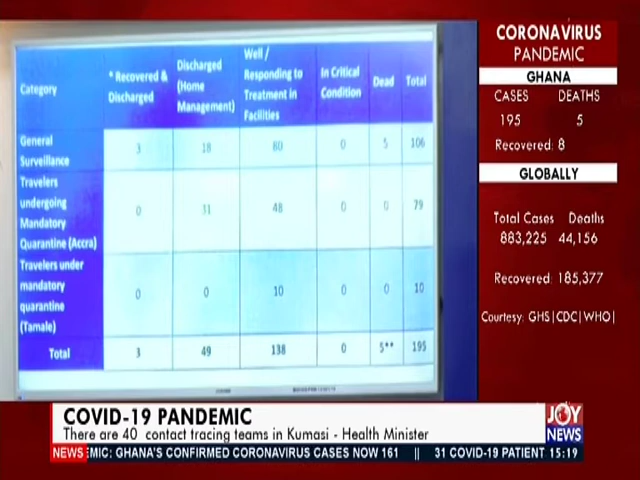 Category
* Recovered &
Discharged
Discharged
(Home
Management)
Well /
Responding to
Treatment in
Facilities
In Critical
Condition
Dead
Total
General
Surveillance
3
18
80
0
5
106
Travelers
undergoing
Mandatory
Quarantine (Accra)
0
31
48
0
0
79
Travelers under
mandatory
quarantine
(Tamale)
0
0
10
0
0
10
Total
3
49
138
0
5**
195
CORONAVIRUS
PANDEMIC
GHANA
CASES DEATHS
195 5
Recovered: 8
GLOBALLY
Total Cases Deaths
883,225 44,156
Recovered: 185,377
Courtesy: GHS|CDC|WHO|
COVID-19 PANDEMIC
There are 40 contact tracing teams in Kumasi - Health Minister
JOY
NEWS
NEWS EMIC: GHANA'S CONFIRMED CORONAVIRUS CASES NOW 161 || 31 COVID-19 PATIENT 15:19